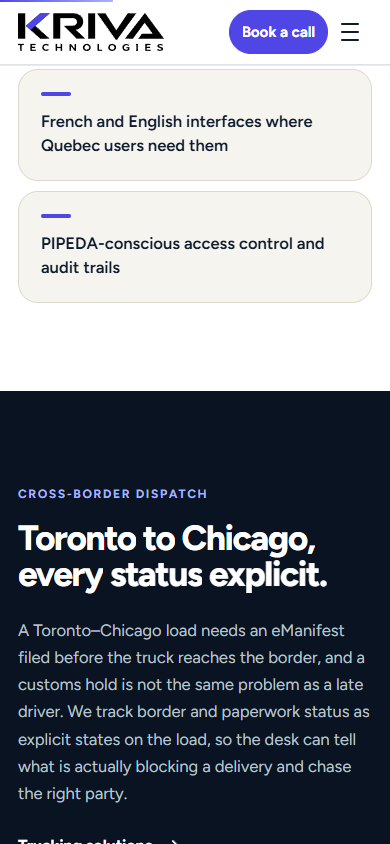 KRIVA
TECHNOLOGIES
Book a call
French and English interfaces where
Quebec users need them
PIPEDA-conscious access control and
audit trails
CROSS-BORDER DISPATCH
Toronto to Chicago,
every status explicit.
A Toronto–Chicago load needs an eManifest
filed before the truck reaches the border, and a
customs hold is not the same problem as a late
driver. We track border and paperwork status as
explicit states on the load, so the desk can tell
what is actually blocking a delivery and chase
the right party.
Trucking solutions